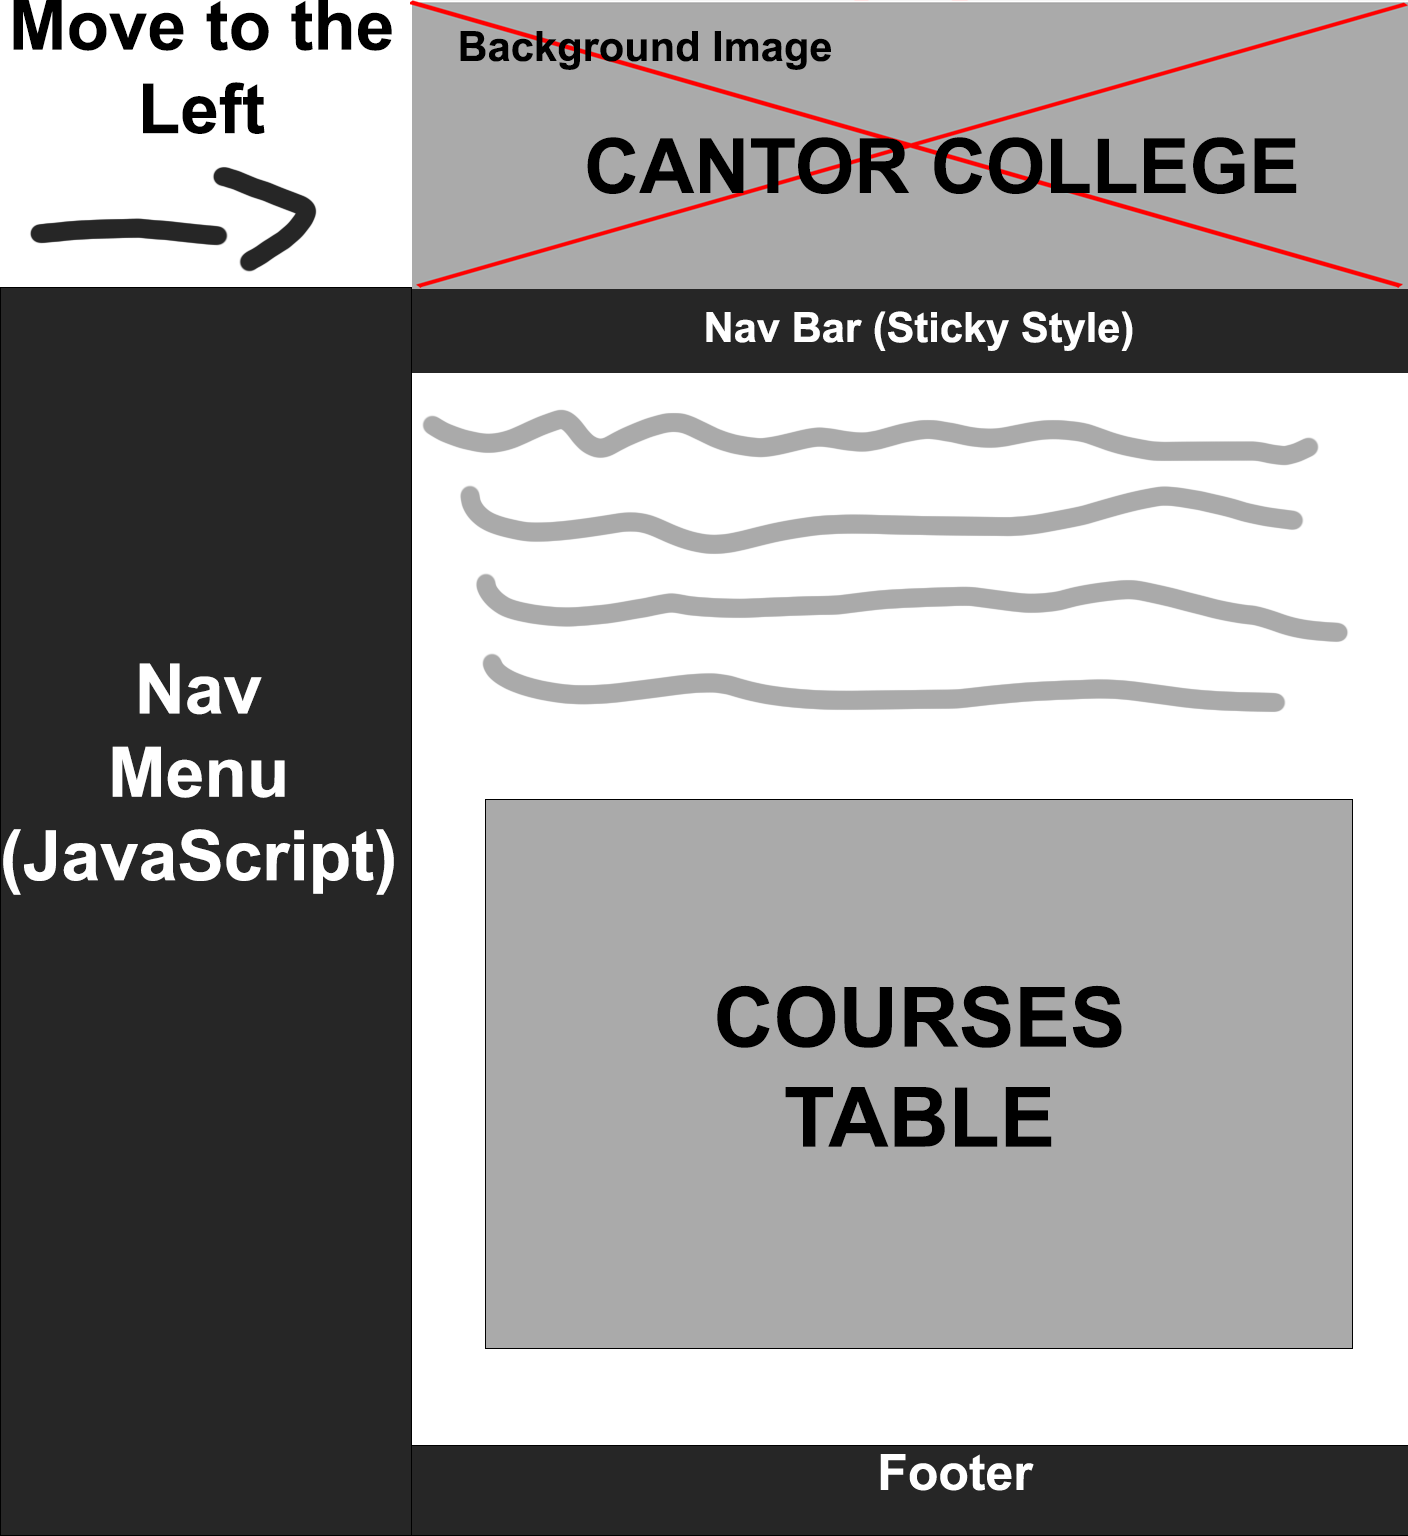 Move to the
Left
Background Image
CANTOR COLLEGE
Nav Bar (Sticky Style)
Nav
Menu
(JavaScript)
COURSES
TABLE
Footer